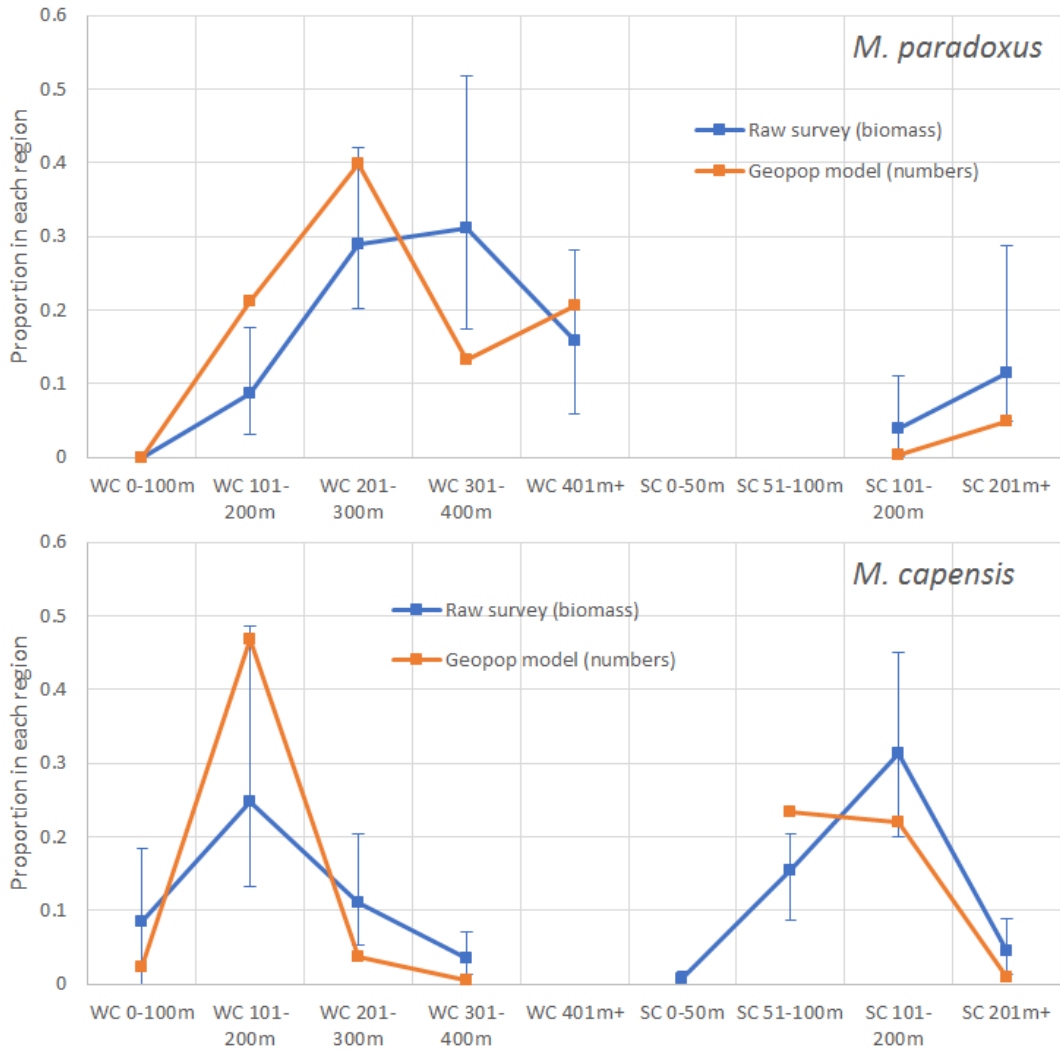 0.6
M. paradoxus
0.5
Raw survey (biomass)
0.4
Geopop model (numbers)
0.3
0.2
0.1
0
Proportion in each region
WC 0-100m WC 101- WC 201- WC 301- WC 401m+ SC 0-50m SC 51-100m SC 101- SC 201m+
200m 300m 400m 200m
0.6
M. capensis
0.5
Raw survey (biomass)
Geopop model (numbers)
0.4
0.3
0.2
0.1
0
Proportion in each region
WC 0-100m WC 101- WC 201- WC 301- WC 401m+ SC 0-50m SC 51-100m SC 101- SC 201m+
200m 300m 400m 200m